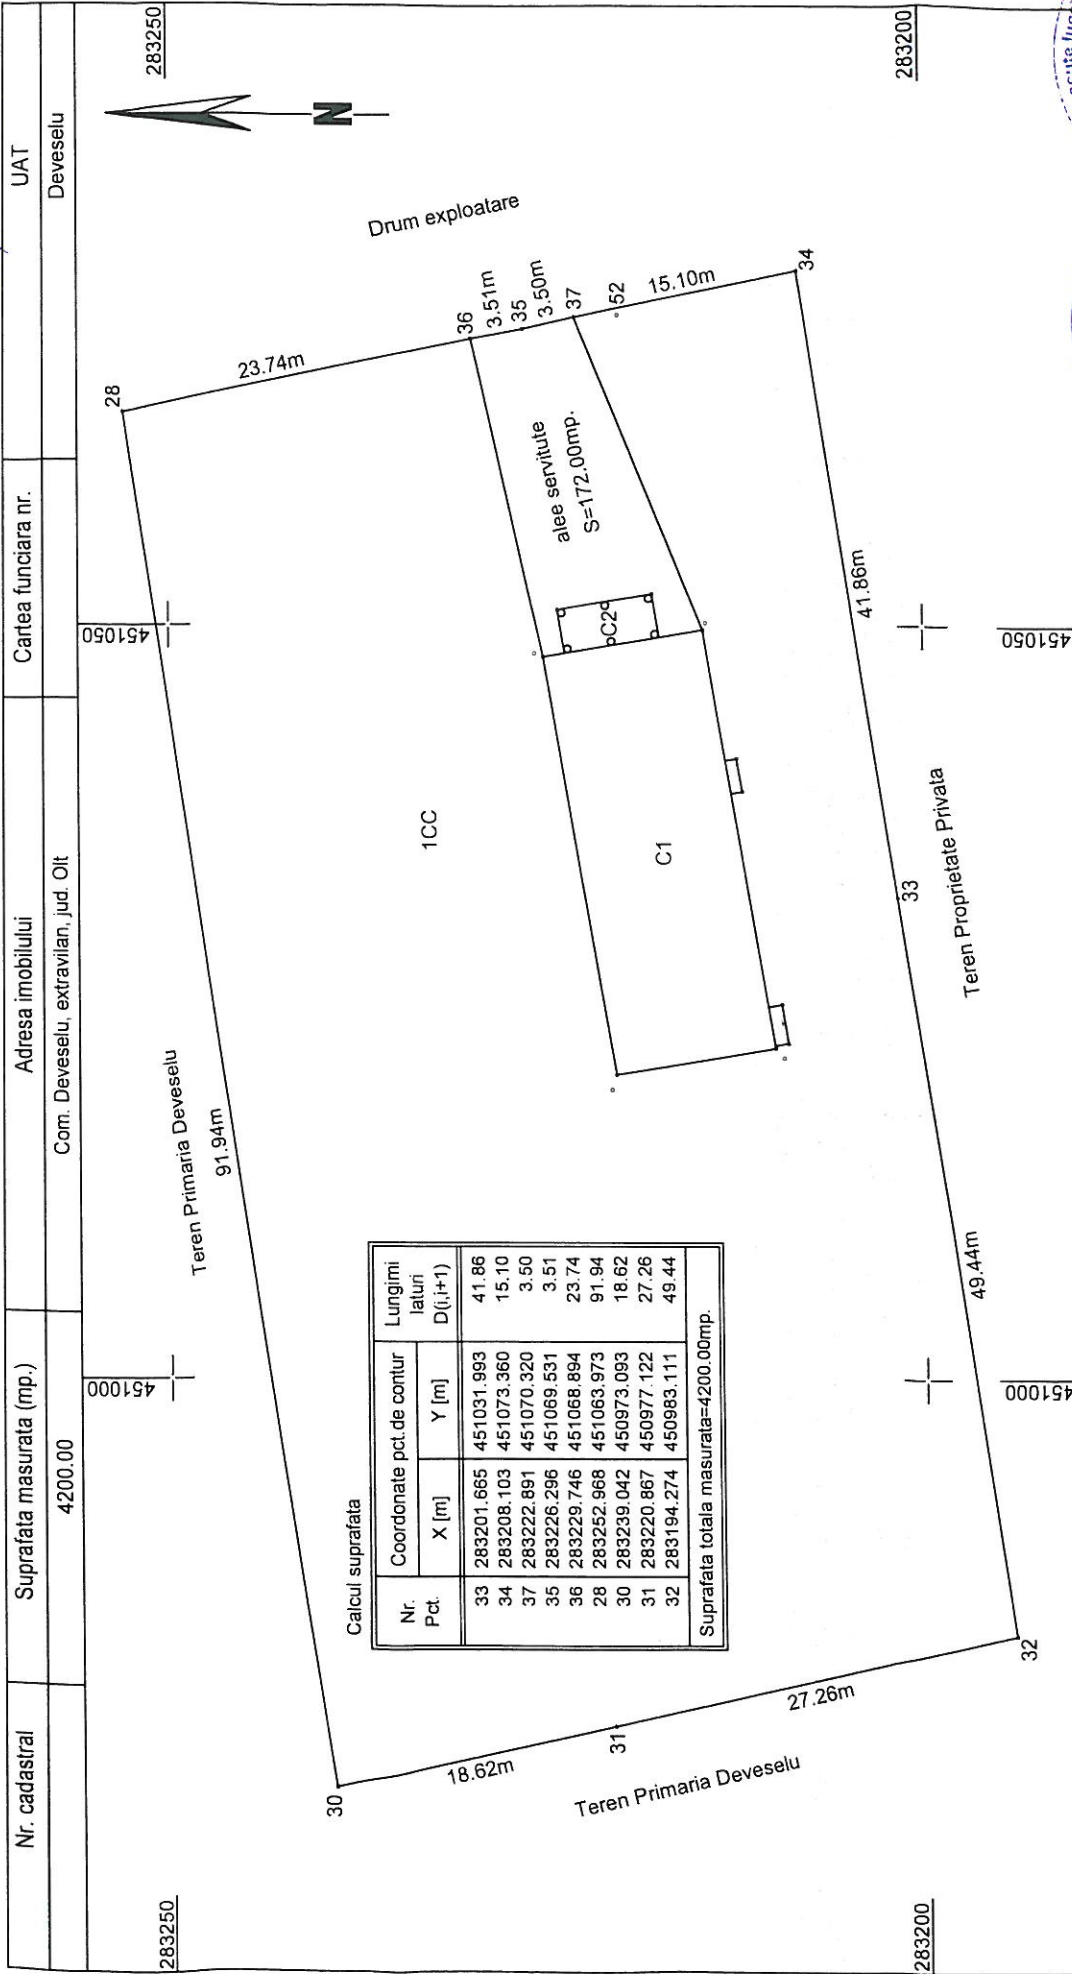 Nr. cadastral Suprafata masurata (mp.) Adresa imobilului Cartea funciara nr. UAT
4200.00 Com. Deveselu, extravilan, jud. Olt Deveselu
283250
283250
451000
451050
N
Teren Primaria Deveselu
91.94m
28
23.74m
Drum exploatare
36
3.51m
35
3.50m
37
52
15.10m
34
alee servitute
S=172.00mp.
C2
1CC
C1
41.86m
33
Teren Proprietate Privata
49.44m
32
27.26m
31
18.62m
30
Teren Primaria Deveselu
Calcul suprafata
Nr. Pct. Coordonate pct.de contur Lungimi laturi D(i,i+1)
X [m] Y [m]
33 283201.665 451031.993 41.86
34 283208.103 451073.360 15.10
37 283222.891 451070.320 3.50
35 283226.296 451069.531 3.51
36 283229.746 451068.894 23.74
28 283252.968 451063.973 91.94
30 283239.042 450973.093 18.62
31 283220.867 450977.122 27.26
32 283194.274 450983.111 49.44
Suprafata totala masurata=4200.00mp.
283200
283200
451000
451050